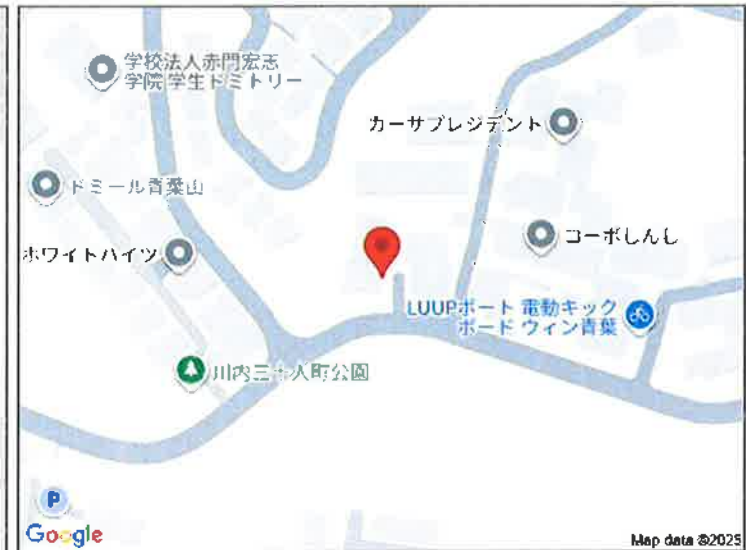 学校法人赤門宏志
学院 学生ドミトリー
カーサプレジデント
ドミール青葉山
コーポしんし
ホワイトハイツ
LUUPポート 電動キック
ボード ウィン青葉
川内三十人町公園
P
Google
Map data ©2025